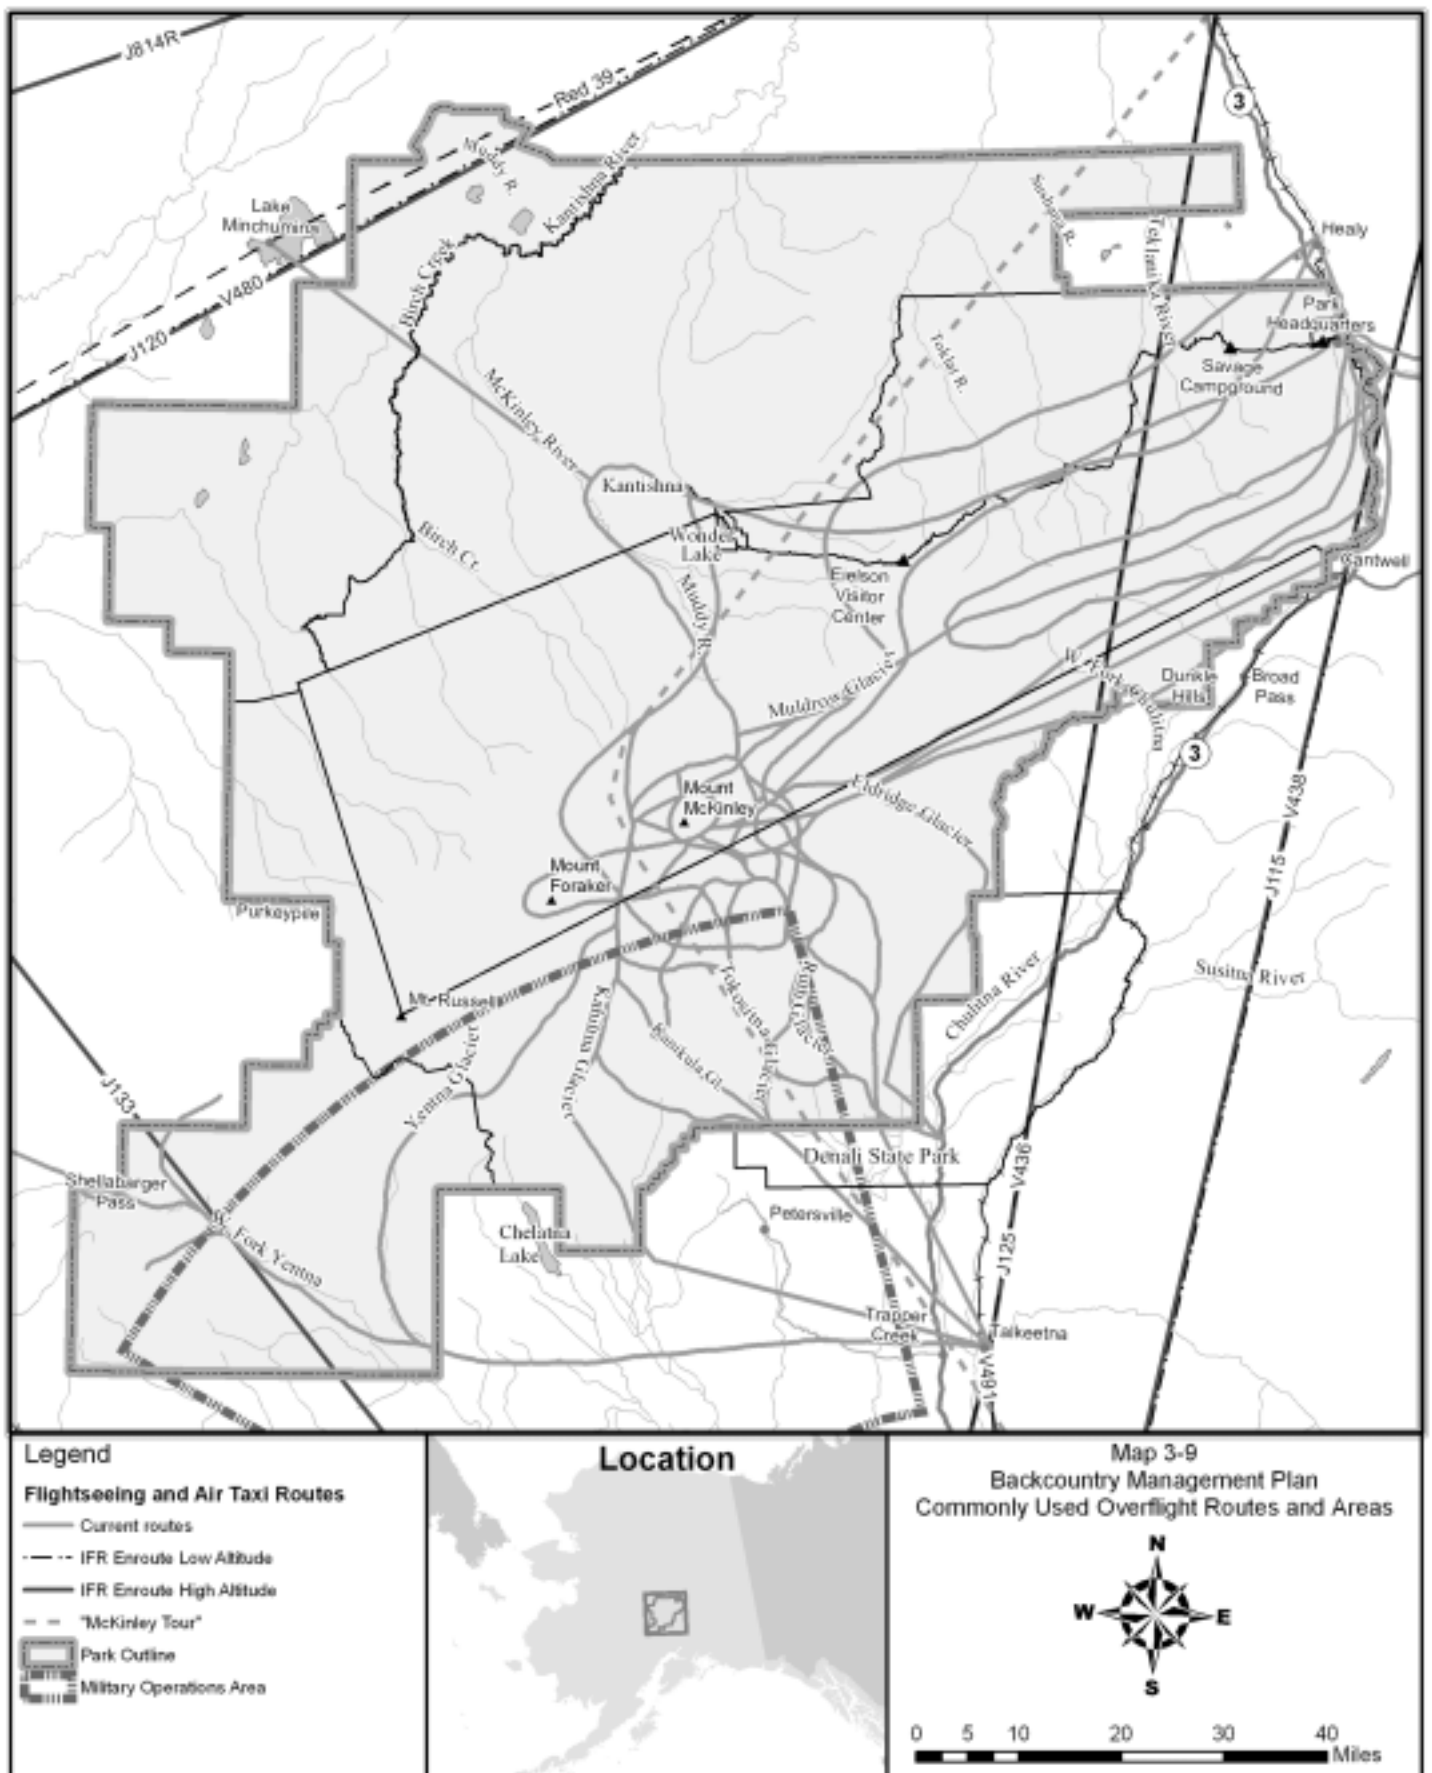 J814R
Red 39
3
Muddy R.
Kantishna River
Lake
Minchumina
Sushana R.
Teklanika River
Healy
V480
Birch Creek
J120
Park
Headquarters
Toklat R.
Savage
Campground
McKinley River
Kantishna
Wonder
Lake
Birch Cr.
Eielson
Visitor
Center
Cantwell
Muddy R.
W. Fork Chulitna
Dunkle
Hills
Broad
Pass
Muldrow Glacier
3
Mount
McKinley
Eldridge Glacier
V438
Mount
Foraker
J115
Purkeypile
Mt. Russell
Chulitna River
Susitna River
Yentna Glacier
Kahiltna Glacier
Kanikula Gl.
Tokositna Glacier
Ruth Glacier
J133
Denali State Park
V436
Shellabarger
Pass
Petersville
W. Fork Yentna
Chelatna
Lake
J125
Trapper
Creek
Talkeetna
V491
Legend
Flightseeing and Air Taxi Routes
Current routes
IFR Enroute Low Altitude
IFR Enroute High Altitude
"McKinley Tour"
Park Outline
Military Operations Area
Location
Map 3-9
Backcountry Management Plan
Commonly Used Overflight Routes and Areas
N
W E
S
0 5 10 20 30 40
Miles